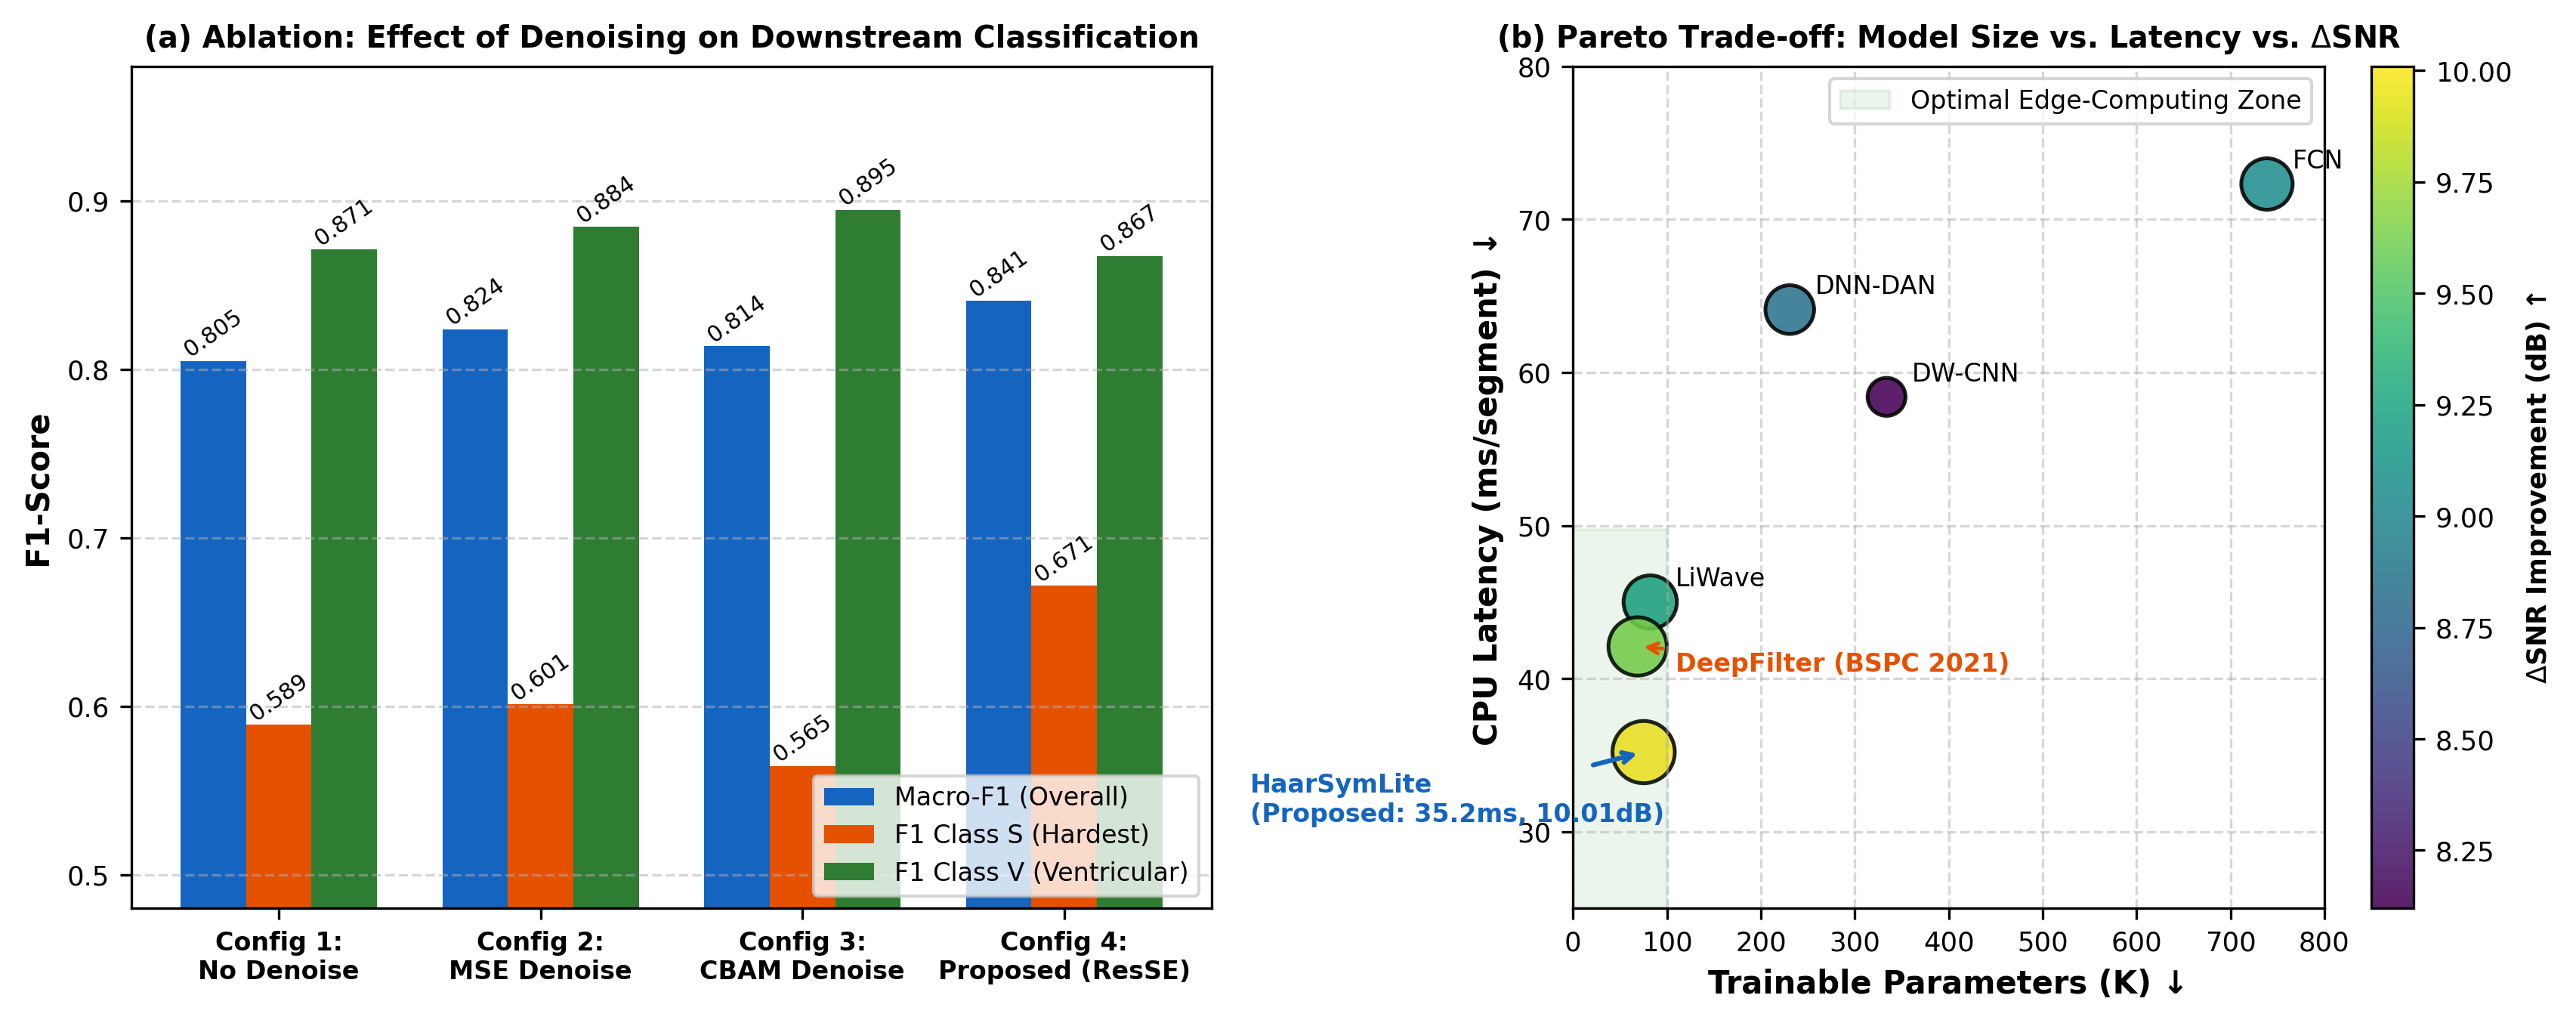 (a) Ablation: Effect of Denoising on Downstream Classification
F1-Score
0.9
0.8
0.7
0.6
0.5
0.805
0.589
0.871
0.824
0.601
0.884
0.814
0.565
0.895
0.841
0.671
0.867
Macro-F1 (Overall)
F1 Class S (Hardest)
F1 Class V (Ventricular)
Config 1:
No Denoise
Config 2:
MSE Denoise
Config 3:
CBAM Denoise
Config 4:
Proposed (ResSE)
(b) Pareto Trade-off: Model Size vs. Latency vs. ΔSNR
CPU Latency (ms/segment) ↓
80
70
60
50
40
30
Optimal Edge-Computing Zone
FCN
DNN-DAN
DW-CNN
LiWave
DeepFilter (BSPC 2021)
HaarSymLite
(Proposed: 35.2ms, 10.01dB)
0
100
200
300
400
500
600
700
800
Trainable Parameters (K) ↓
10.00
9.75
9.50
9.25
9.00
8.75
8.50
8.25
ΔSNR Improvement (dB) ↑